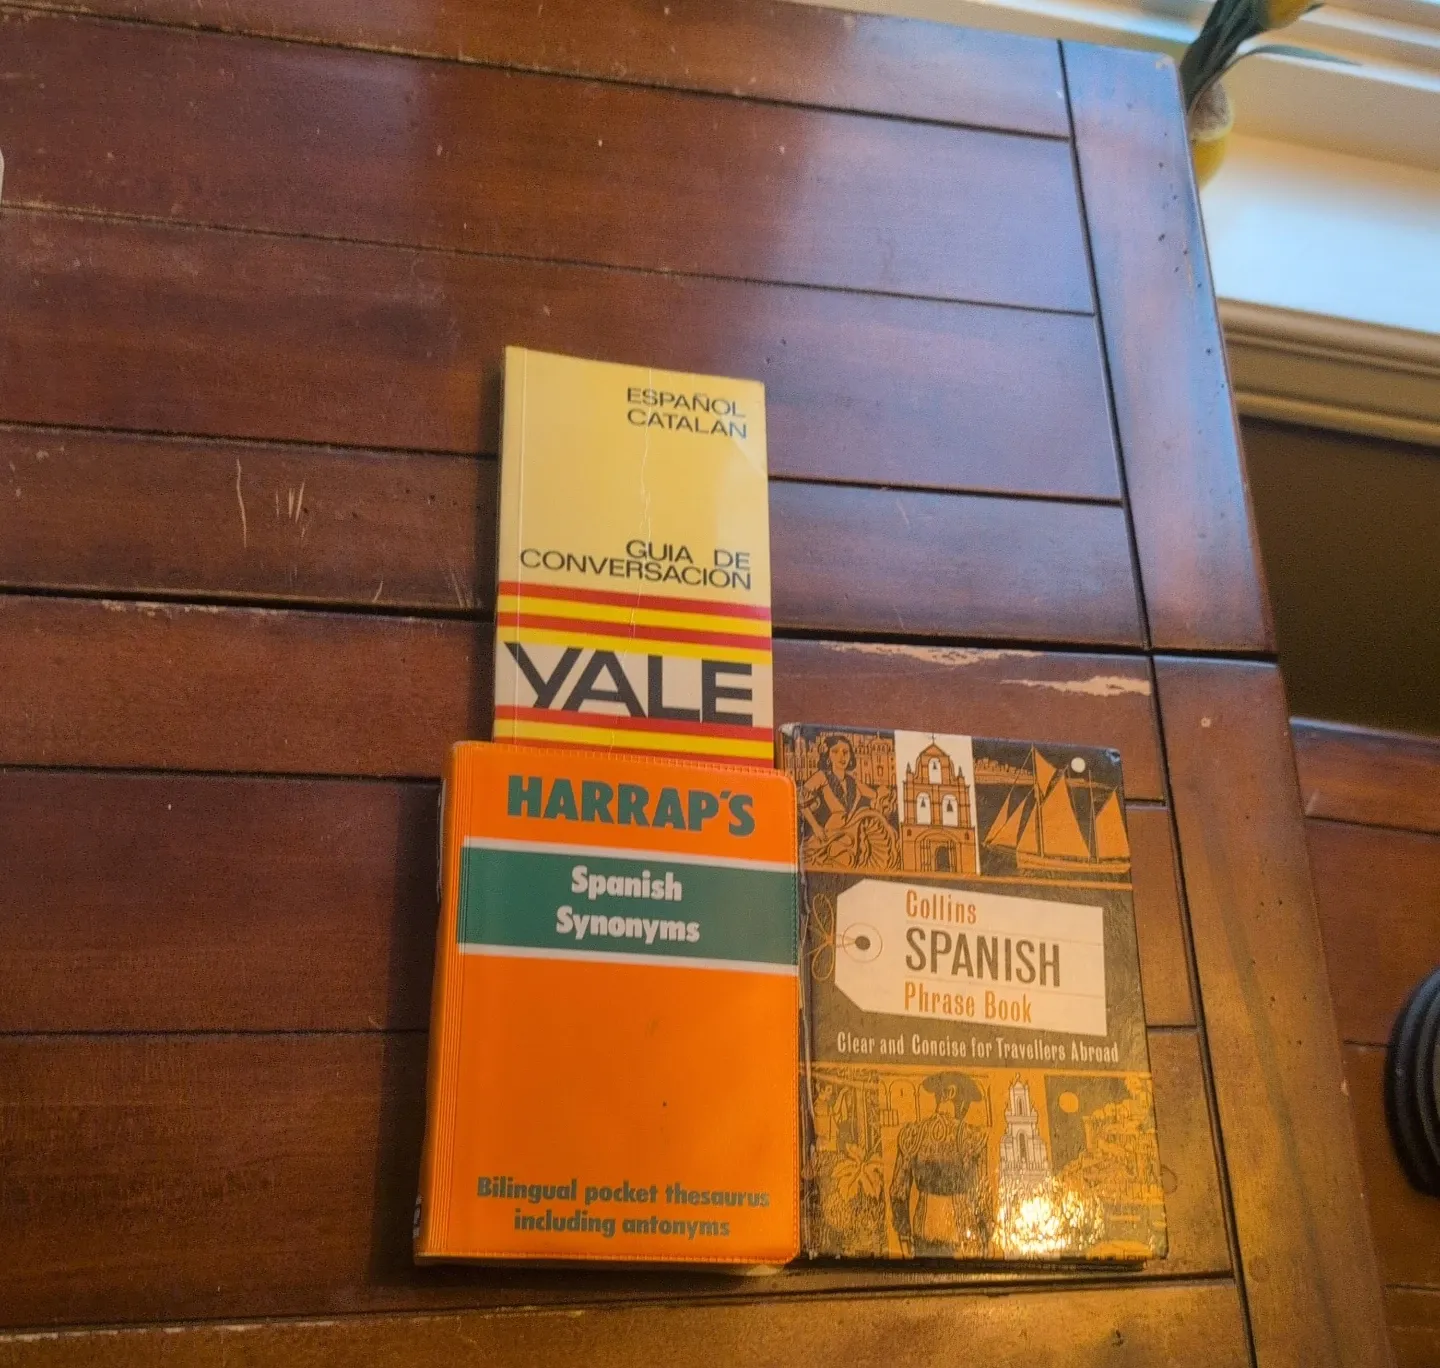 ESPAÑOL
CATALAN
GUIA DE
CONVERSACION
YALE
HARRAP'S
Spanish
Synonyms
Bilingual pocket thesaurus
including antonyms
Collins
SPANISH
Phrase Book
Clear and Concise for Travellers Abroad